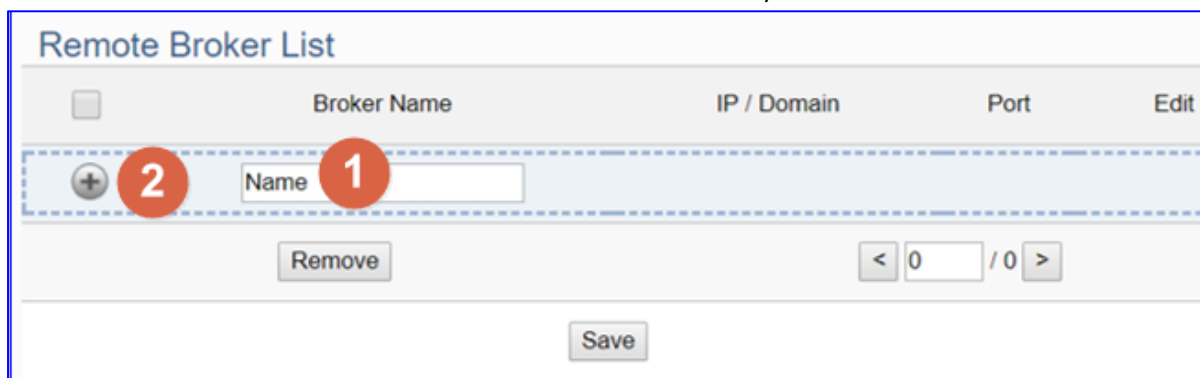 Remote Broker List
Broker Name IP / Domain Port Edit
2 Name 1
Remove < 0 / 0 >
Save